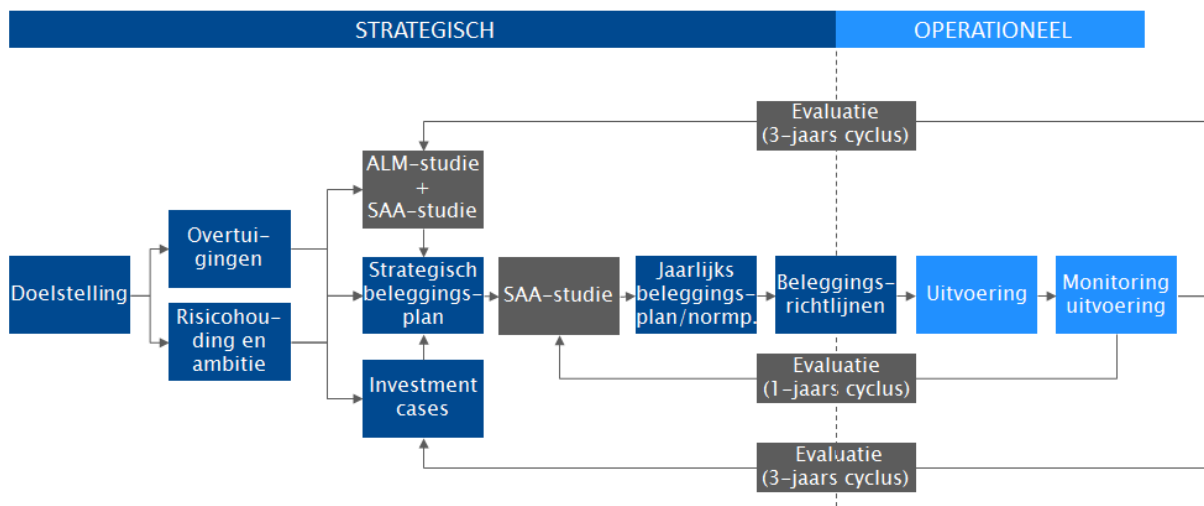 STRATEGISCH
OPERATIONEEL
Evaluatie
(3-jaars cyclus)
ALM-studie
+
SAA-studie
Overtui-
gingen
Doelstelling
Risicohou-
ding en
ambitie
Strategisch
beleggings-
plan
SAA-studie
Jaarlijks
beleggings-
plan/normp.
Beleggings-
richtlijnen
Uitvoering
Monitoring
uitvoering
Investment
cases
Evaluatie
(1-jaars cyclus)
Evaluatie
(3-jaars cyclus)